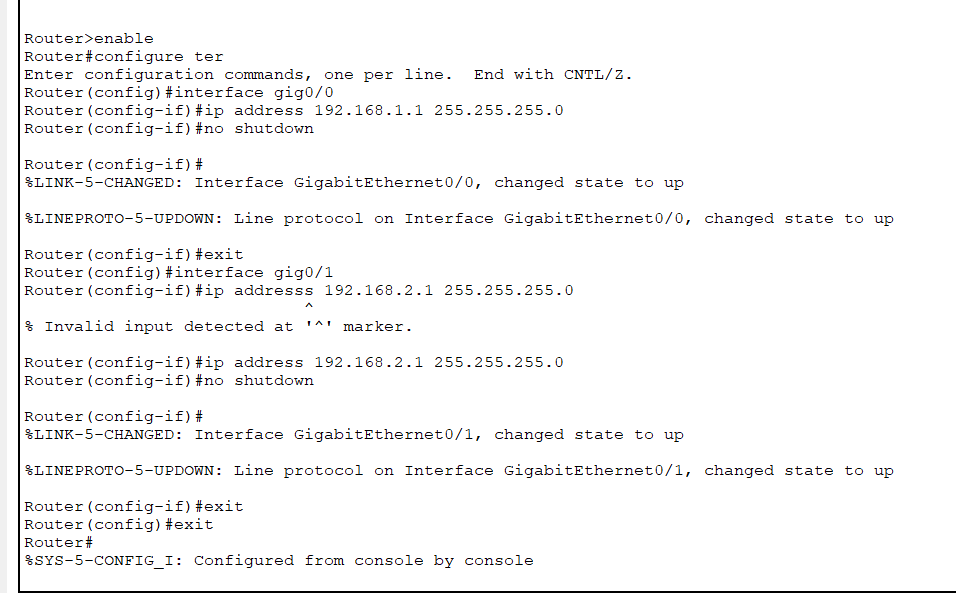 Router>enable
Router#configure ter
Enter configuration commands, one per line.  End with CNTL/Z.
Router(config)#interface gig0/0
Router(config-if)#ip address 192.168.1.1 255.255.255.0
Router(config-if)#no shutdown
Router(config-if)#
%LINK-5-CHANGED: Interface GigabitEthernet0/0, changed state to up
%LINEPROTO-5-UPDOWN: Line protocol on Interface GigabitEthernet0/0, changed state to up
Router(config-if)#exit
Router(config)#interface gig0/1
Router(config-if)#ip addresss 192.168.2.1 255.255.255.0
^
% Invalid input detected at '^' marker.
Router(config-if)#ip address 192.168.2.1 255.255.255.0
Router(config-if)#no shutdown
Router(config-if)#
%LINK-5-CHANGED: Interface GigabitEthernet0/1, changed state to up
%LINEPROTO-5-UPDOWN: Line protocol on Interface GigabitEthernet0/1, changed state to up
Router(config-if)#exit
Router(config)#exit
Router#
%SYS-5-CONFIG_I: Configured from console by console